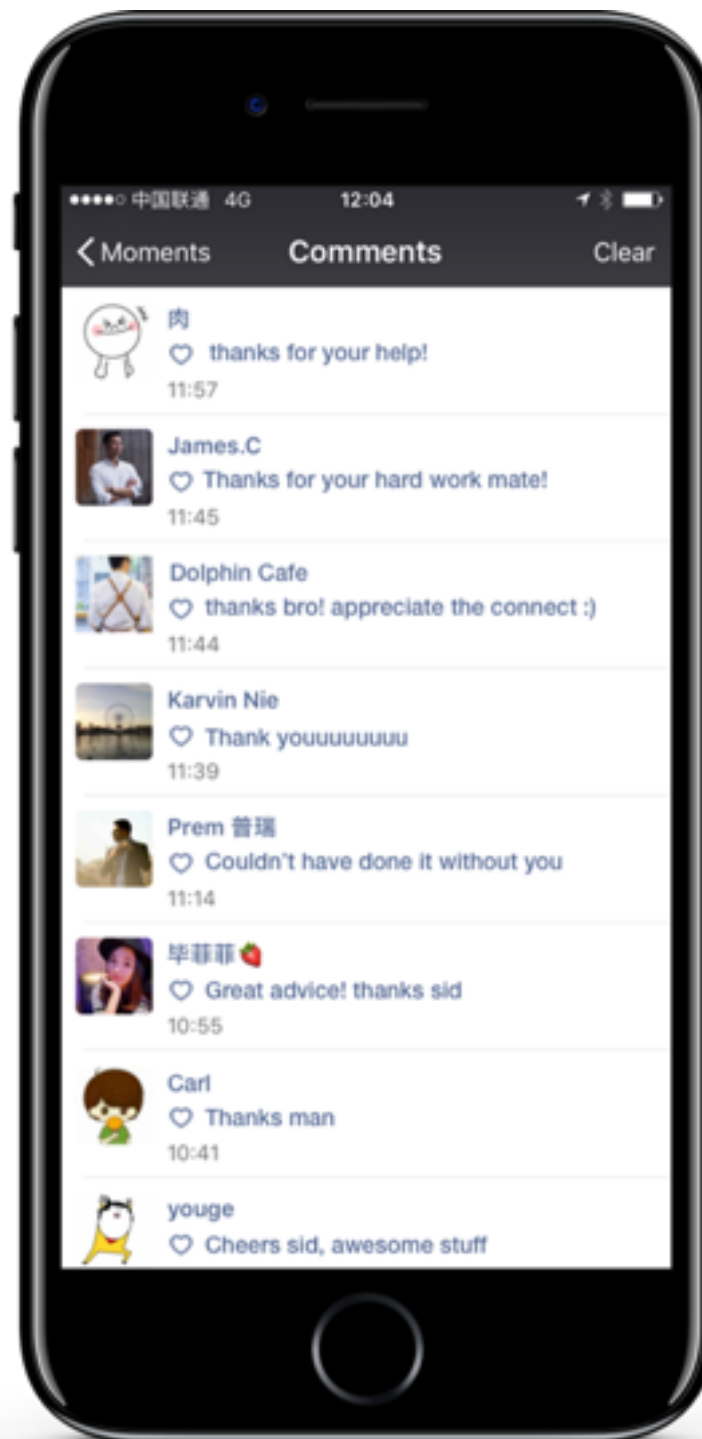 中国联通 4G 12:04
Moments Comments Clear
肉
thanks for your help!
11:57
James.C
Thanks for your hard work mate!
11:45
Dolphin Cafe
thanks bro! appreciate the connect :)
11:44
Karvin Nie
Thank youuuuuuuu
11:39
Prem 普瑞
Couldn't have done it without you
11:14
毕菲菲🍓
Great advice! thanks sid
10:55
Carl
Thanks man
10:41
youge
Cheers sid, awesome stuff